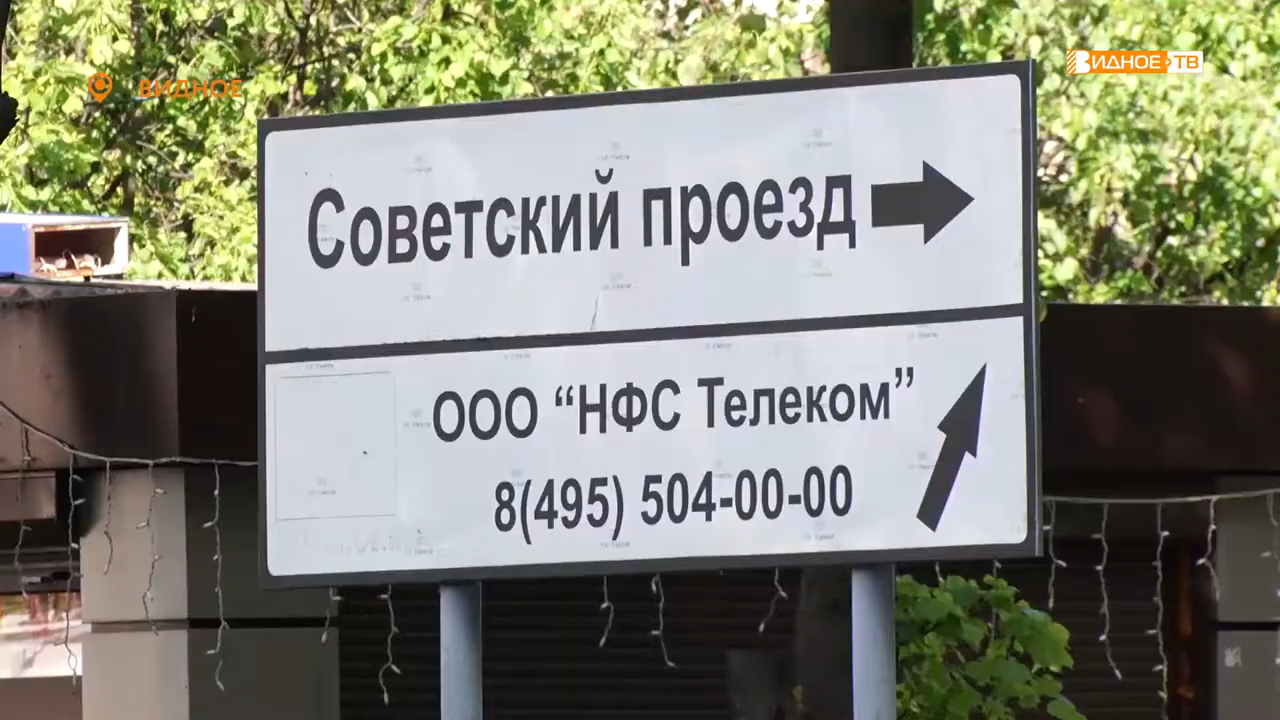 ВИДНОЕ
ВИДНОЕ ТВ
Советский проезд
ООО “НФС Телеком”
8(495) 504-00-00